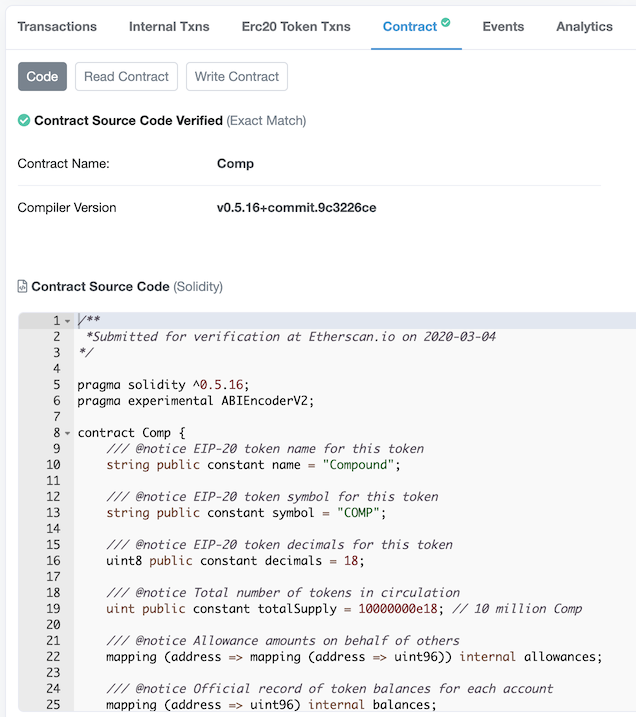 Transactions Internal Txns Erc20 Token Txns Contract Events Analytics
Code Read Contract Write Contract
Contract Source Code Verified (Exact Match)
Contract Name: Comp
Compiler Version v0.5.16+commit.9c3226ce
Contract Source Code (Solidity)
1 /**
2  *Submitted for verification at Etherscan.io on 2020-03-04
3 */
4
5 pragma solidity ^0.5.16;
6 pragma experimental ABIEncoderV2;
7
8 contract Comp {
9     /// @notice EIP-20 token name for this token
10     string public constant name = "Compound";
11
12     /// @notice EIP-20 token symbol for this token
13     string public constant symbol = "COMP";
14
15     /// @notice EIP-20 token decimals for this token
16     uint8 public constant decimals = 18;
17
18     /// @notice Total number of tokens in circulation
19     uint public constant totalSupply = 10000000e18; // 10 million Comp
20
21     /// @notice Allowance amounts on behalf of others
22     mapping (address => mapping (address => uint96)) internal allowances;
23
24     /// @notice Official record of token balances for each account
25     mapping (address => uint96) internal balances;